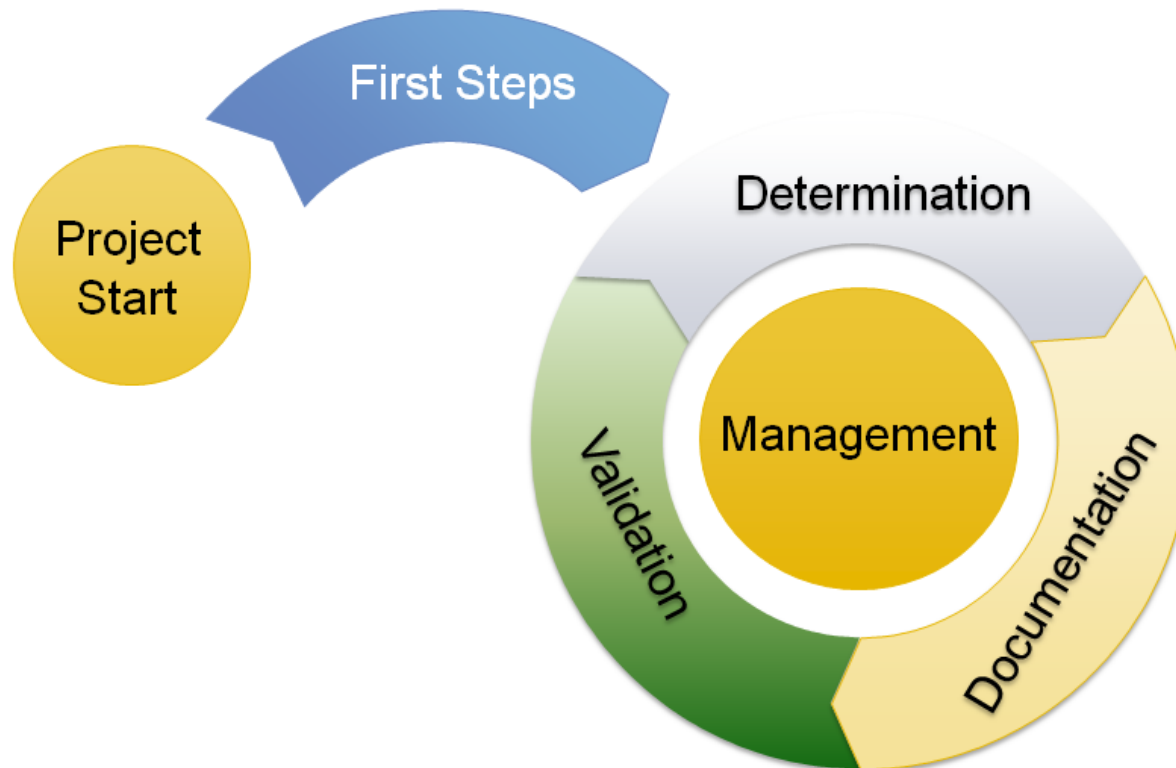 First Steps
Project
Start
Determination
Management
Validation
Documentation